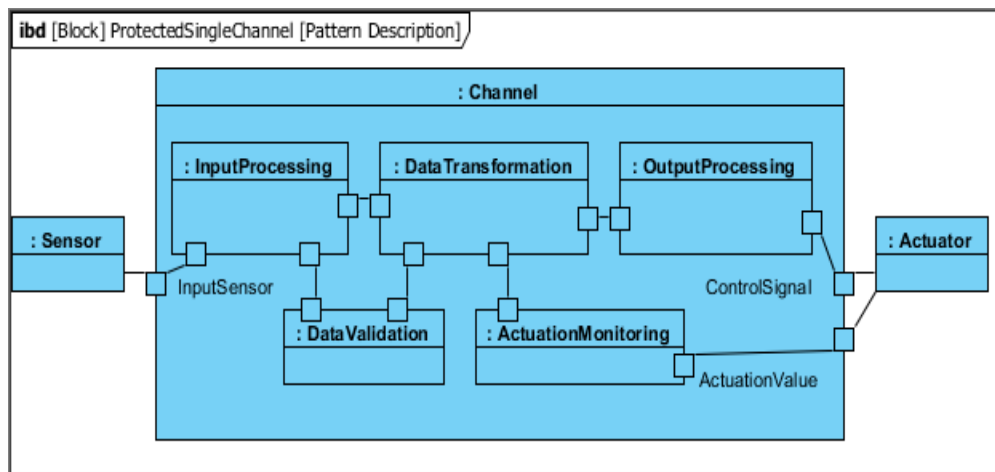 ibd [Block] ProtectedSingleChannel [Pattern Description]
: Channel
: InputProcessing
: DataTransformation
: OutputProcessing
: Sensor
: Actuator
InputSensor
ControlSignal
: DataValidation
: ActuationMonitoring
ActuationValue